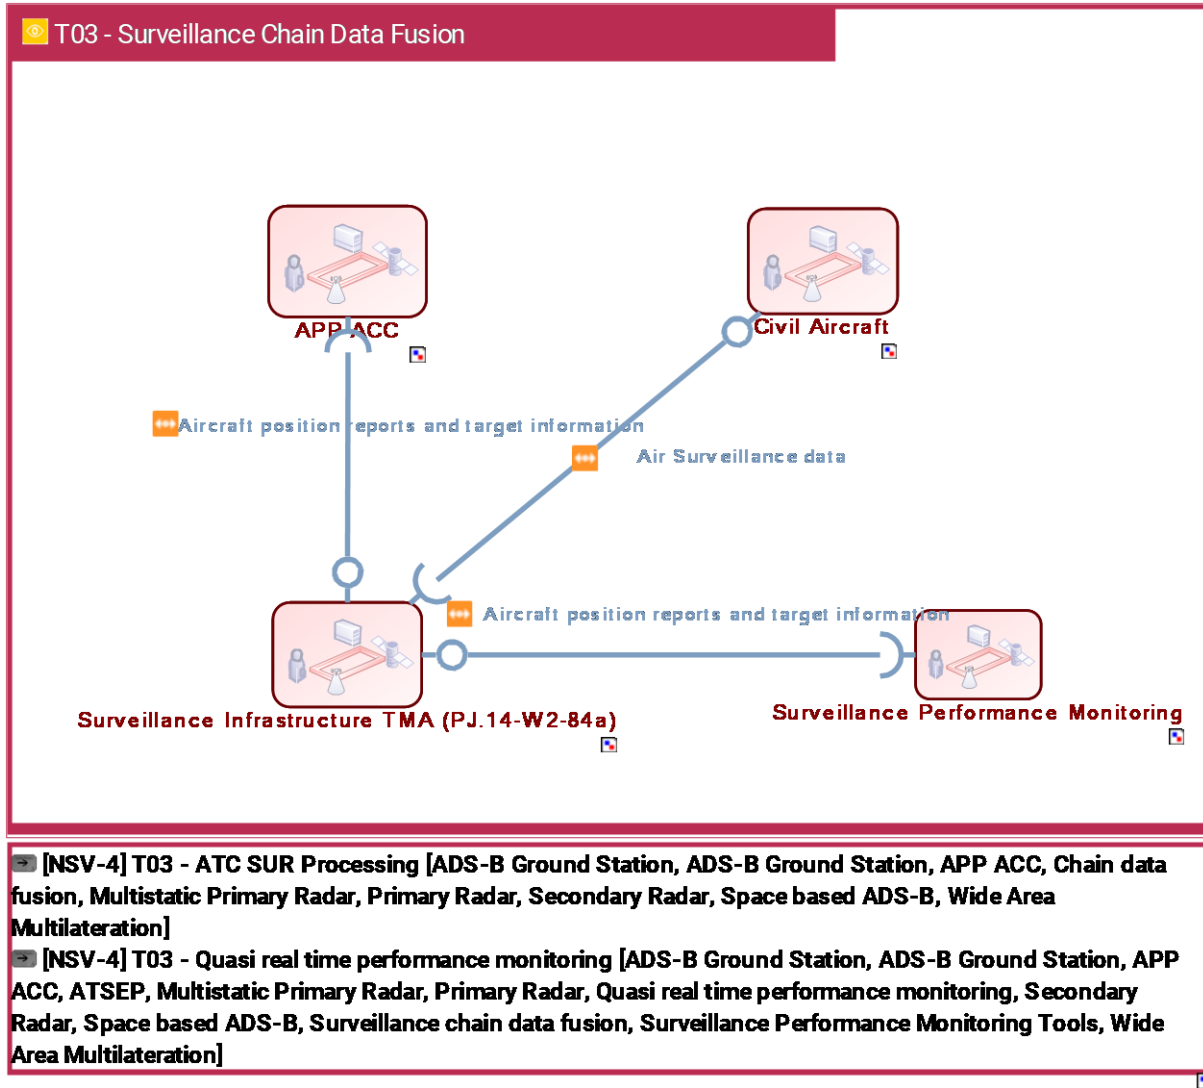 T03 - Surveillance Chain Data Fusion
APP ACC
Civil Aircraft
Aircraft position reports and target information
Air Surveillance data
Aircraft position reports and target information
Surveillance Infrastructure TMA (PJ.14-W2-84a)
Surveillance Performance Monitoring
[NSV-4] T03 - ATC SUR Processing [ADS-B Ground Station, ADS-B Ground Station, APP ACC, Chain data
fusion, Multistatic Primary Radar, Primary Radar, Secondary Radar, Space based ADS-B, Wide Area
Multilateration]
[NSV-4] T03 - Quasi real time performance monitoring [ADS-B Ground Station, ADS-B Ground Station, APP
ACC, ATSEP, Multistatic Primary Radar, Primary Radar, Quasi real time performance monitoring, Secondary
Radar, Space based ADS-B, Surveillance chain data fusion, Surveillance Performance Monitoring Tools, Wide
Area Multilateration]